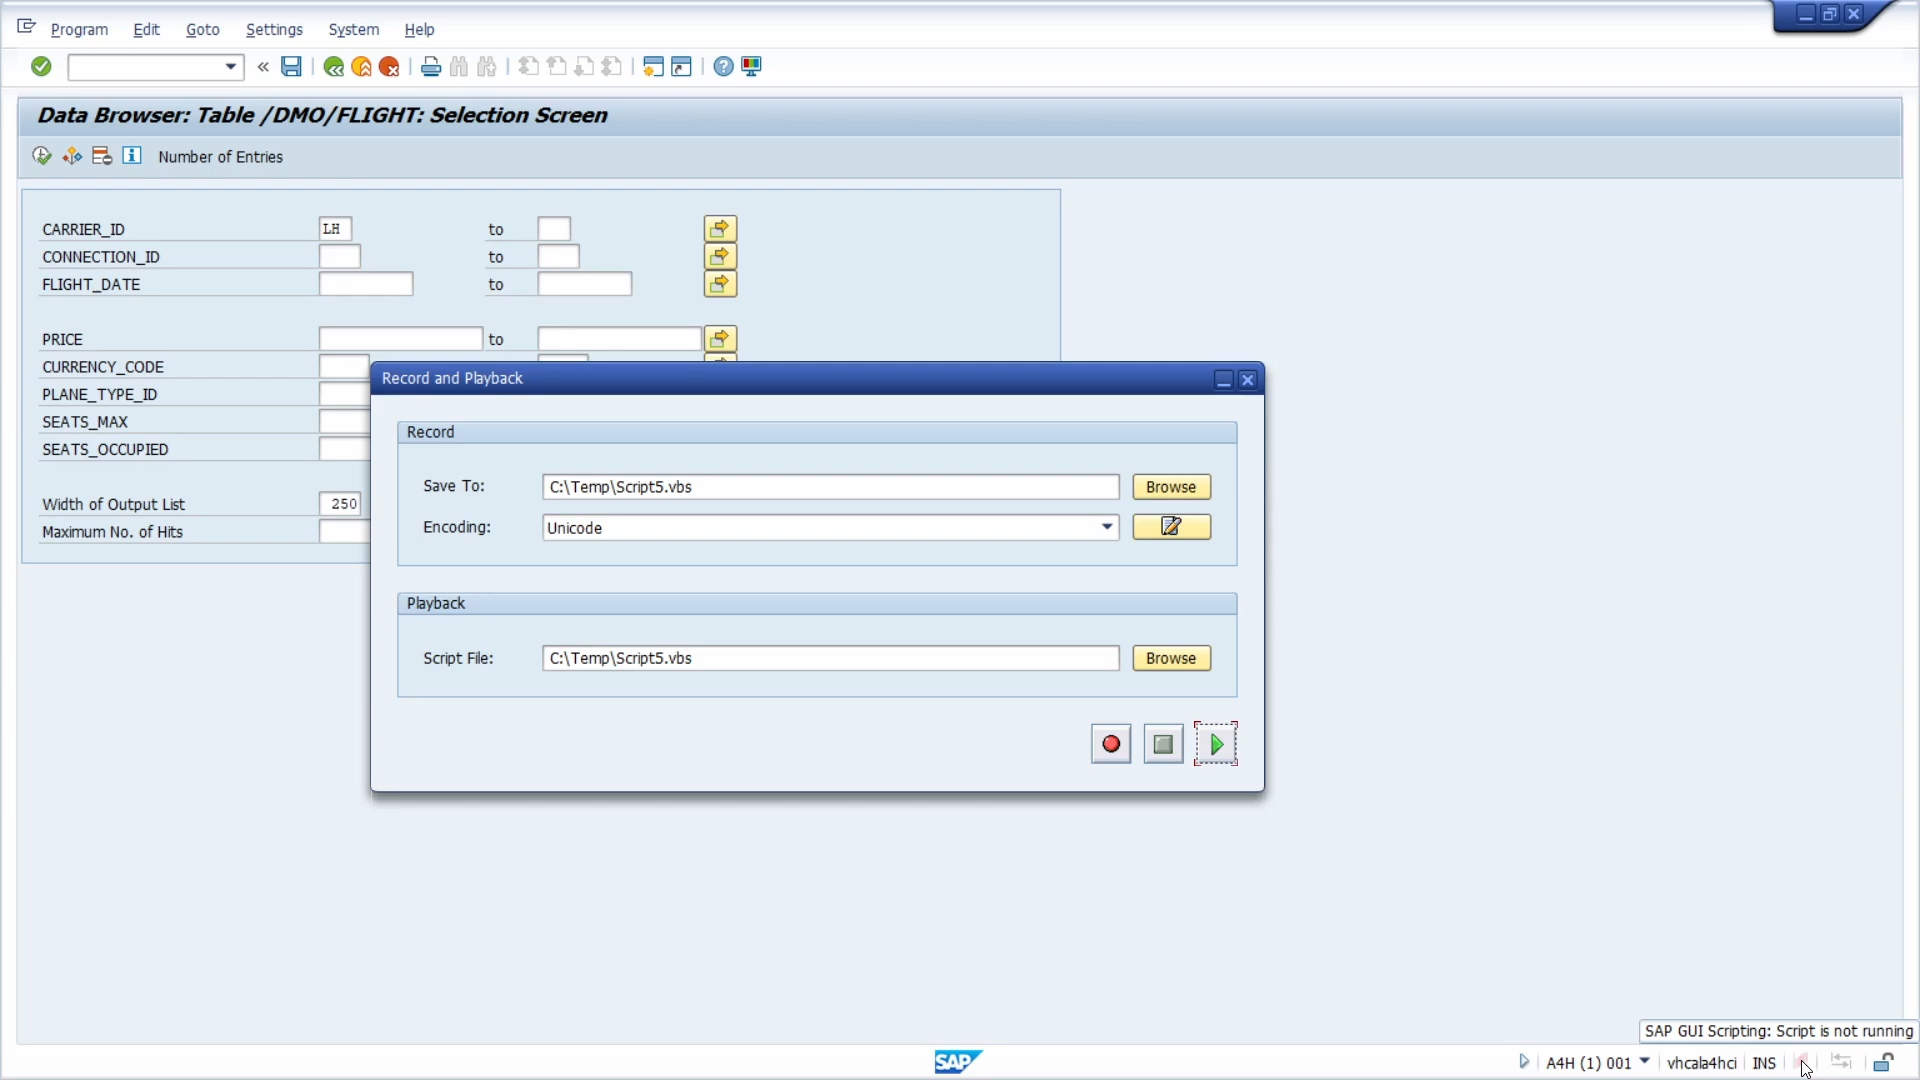 Program Edit Goto Settings System Help
Data Browser: Table /DMO/FLIGHT: Selection Screen
Number of Entries
CARRIER_ID LH to
CONNECTION_ID to
FLIGHT_DATE to
PRICE to
CURRENCY_CODE
PLANE_TYPE_ID
SEATS_MAX
SEATS_OCCUPIED
Width of Output List 250
Maximum No. of Hits
Record and Playback
Record
Save To: C:\Temp\Script5.vbs Browse
Encoding: Unicode
Playback
Script File: C:\Temp\Script5.vbs Browse
SAP GUI Scripting: Script is not running
SAP A4H (1) 001 vhcala4hci INS